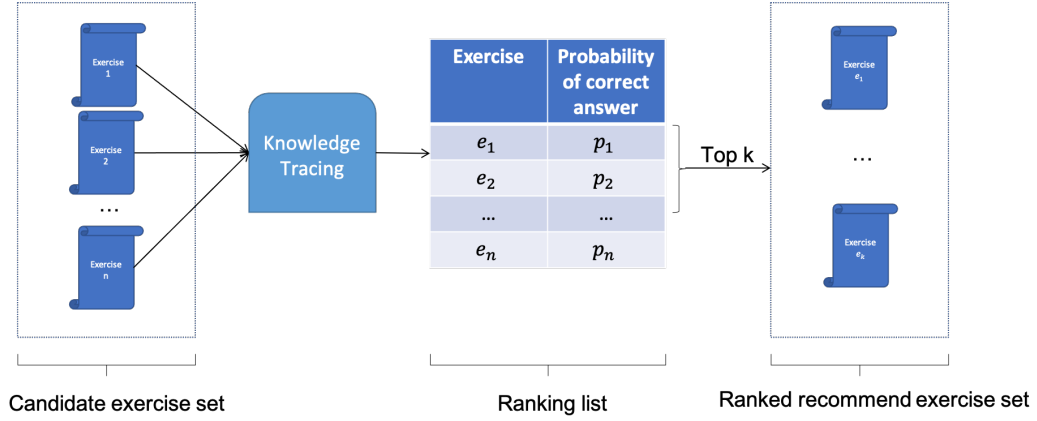 Exercise
1
Exercise
2
...
Exercise
n
Candidate exercise set
Knowledge
Tracing
Exercise Probability of correct answer
e₁ p₁
e₂ p₂
... ...
eₙ pₙ
Ranking list
Top k
Exercise
e₁
...
Exercise
eₖ
Ranked recommend exercise set